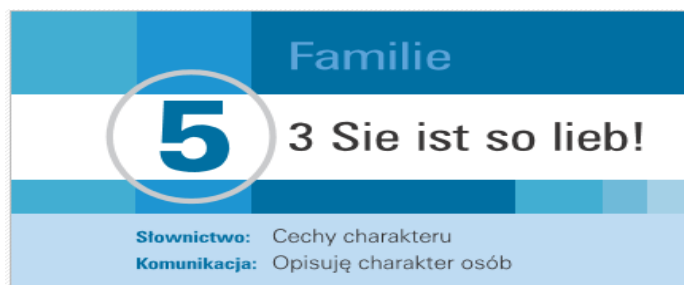 Familie
5
3 Sie ist so lieb!
Słownictwo: Cechy charakteru
Komunikacja: Opisuję charakter osób